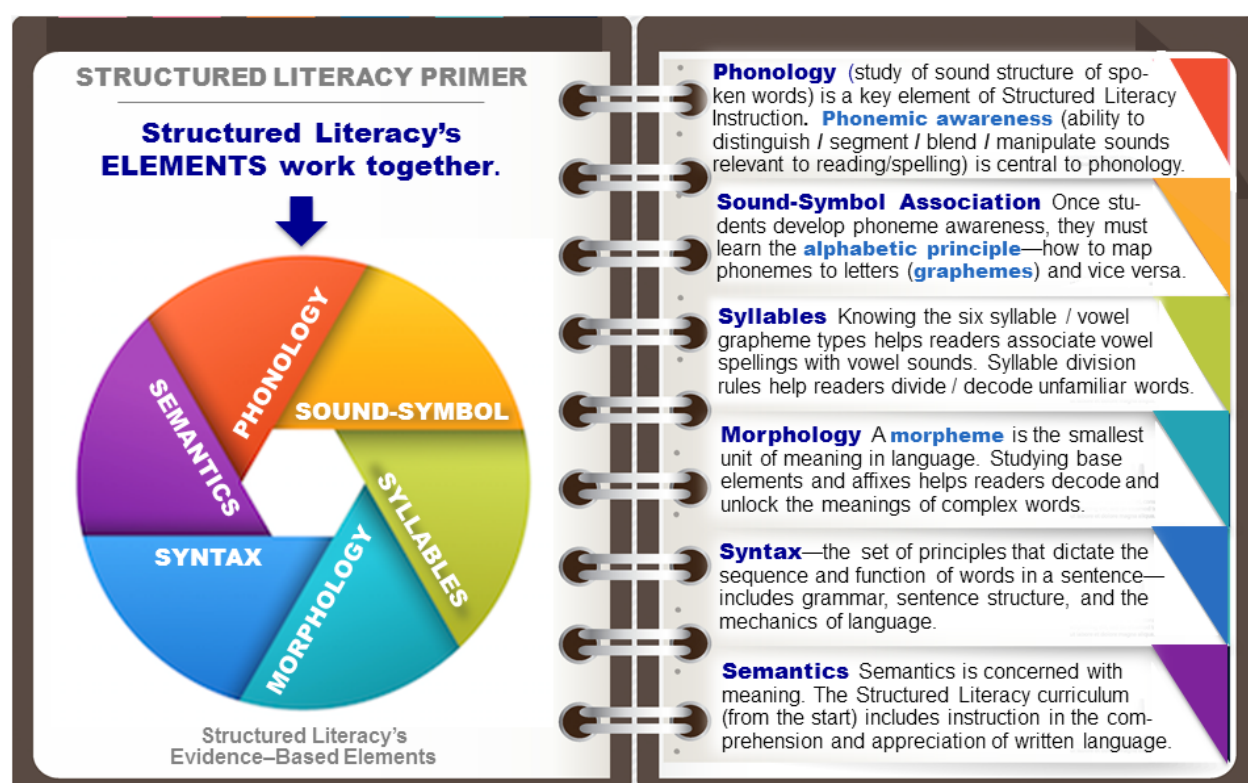 STRUCTURED LITERACY PRIMER
Structured Literacy's
ELEMENTS work together.
PHONOLOGY
SOUND-SYMBOL
SYLLABLES
MORPHOLOGY
SYNTAX
SEMANTICS
Structured Literacy's
Evidence–Based Elements
Phonology (study of sound structure of spo-
ken words) is a key element of Structured Literacy
Instruction. Phonemic awareness (ability to
distinguish / segment / blend / manipulate sounds
relevant to reading/spelling) is central to phonology.
Sound-Symbol Association Once stu-
dents develop phoneme awareness, they must
learn the alphabetic principle—how to map
phonemes to letters (graphemes) and vice versa.
Syllables Knowing the six syllable / vowel
grapheme types helps readers associate vowel
spellings with vowel sounds. Syllable division
rules help readers divide / decode unfamiliar words.
Morphology A morpheme is the smallest
unit of meaning in language. Studying base
elements and affixes helps readers decode and
unlock the meanings of complex words.
Syntax—the set of principles that dictate the
sequence and function of words in a sentence—
includes grammar, sentence structure, and the
mechanics of language.
Semantics Semantics is concerned with
meaning. The Structured Literacy curriculum
(from the start) includes instruction in the com-
prehension and appreciation of written language.